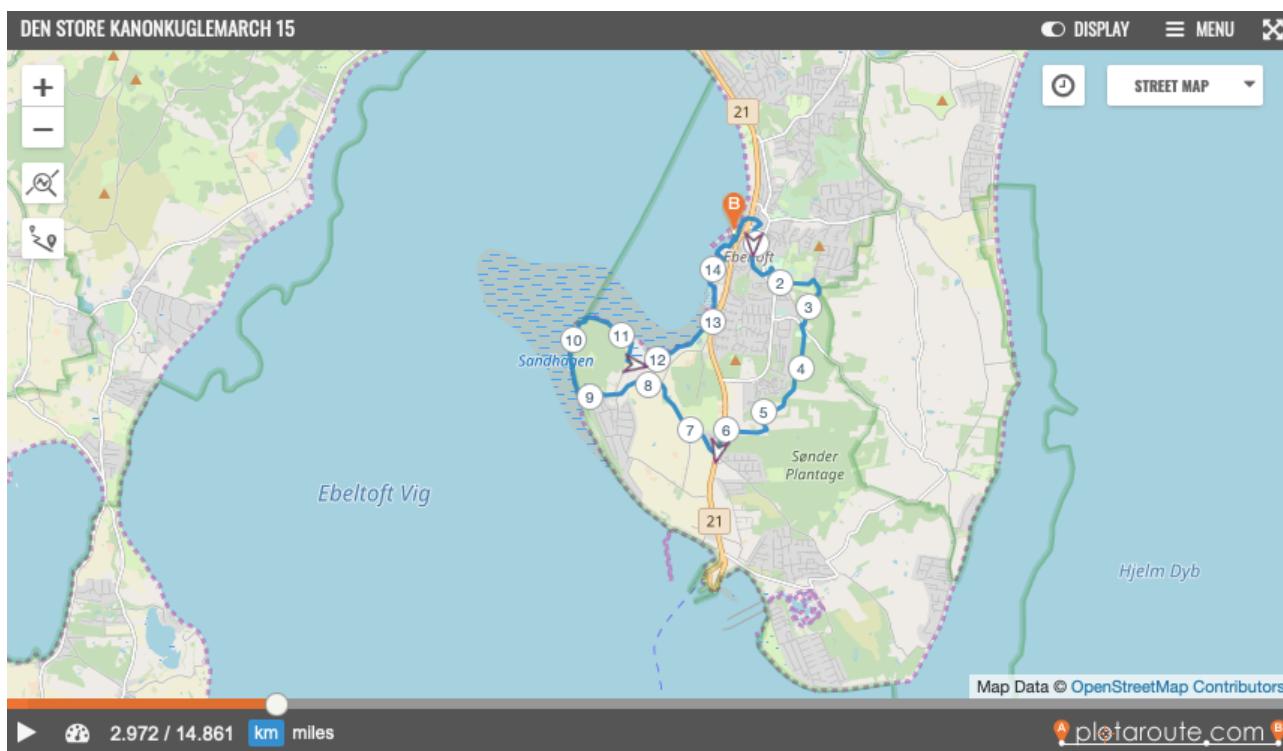 DEN STORE KANONKUGLEMARCH 15
DISPLAY
MENU
+
−
STREET MAP
21
B
Ebeltoft
2
14
3
13
11
10
12
Sandhagen
4
8
9
5
7
6
Sønder
Plantage
Ebeltoft Vig
21
Hjelm Dyb
Map Data © OpenStreetMap Contributors
2.972 / 14.861 km miles
A plotaroute.com B